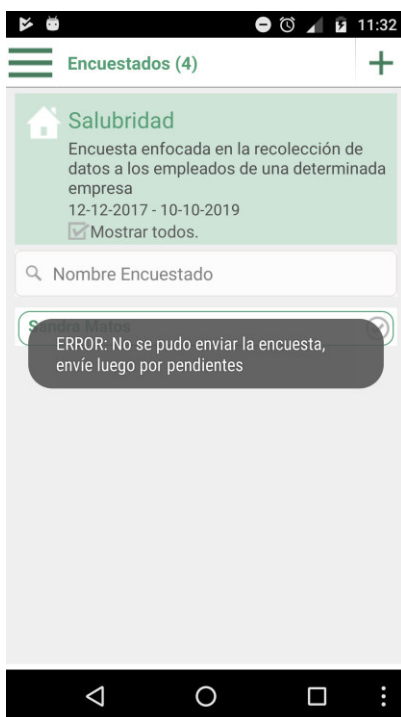 11:32
Encuestados (4)
Salubridad
Encuesta enfocada en la recolección de
datos a los empleados de una determinada
empresa
12-12-2017 - 10-10-2019
Mostrar todos.
Nombre Encuestado
Sandra Matos
ERROR: No se pudo enviar la encuesta,
envíe luego por pendientes